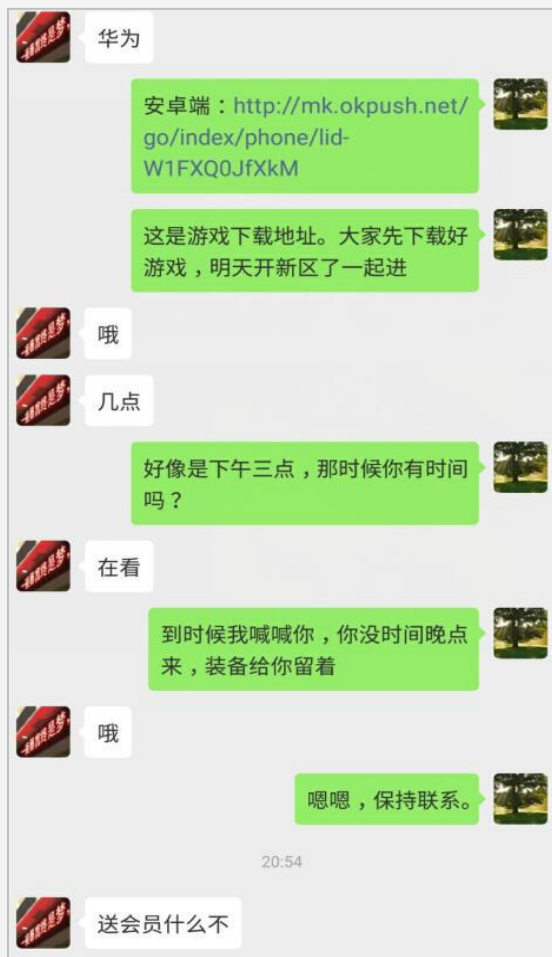 华为
安卓端：http://mk.okpush.net/
go/index/phone/lid-
W1FXQ0JfXkM
这是游戏下载地址。大家先下载好
游戏，明天开新区了一起进
哦
几点
好像是下午三点，那时候你有时间
吗？
在看
到时候我喊喊你，你没时间晚点
来，装备给你留着
哦
嗯嗯，保持联系。
20:54
送会员什么不